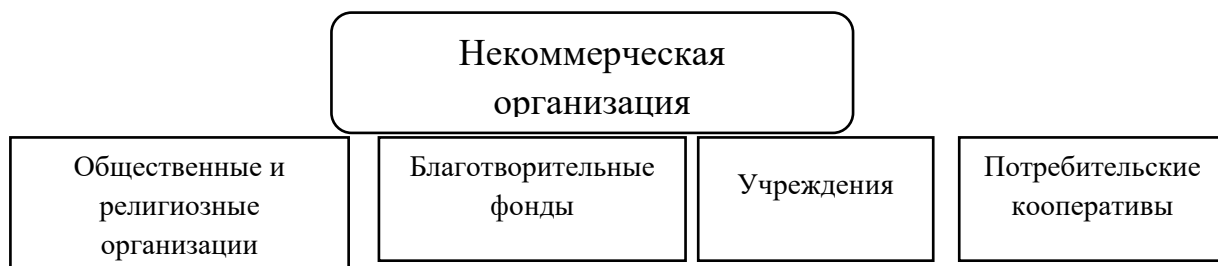 Некоммерческая
организация
Общественные и
религиозные
организации
Благотворительные
фонды
Учреждения
Потребительские
кооперативы